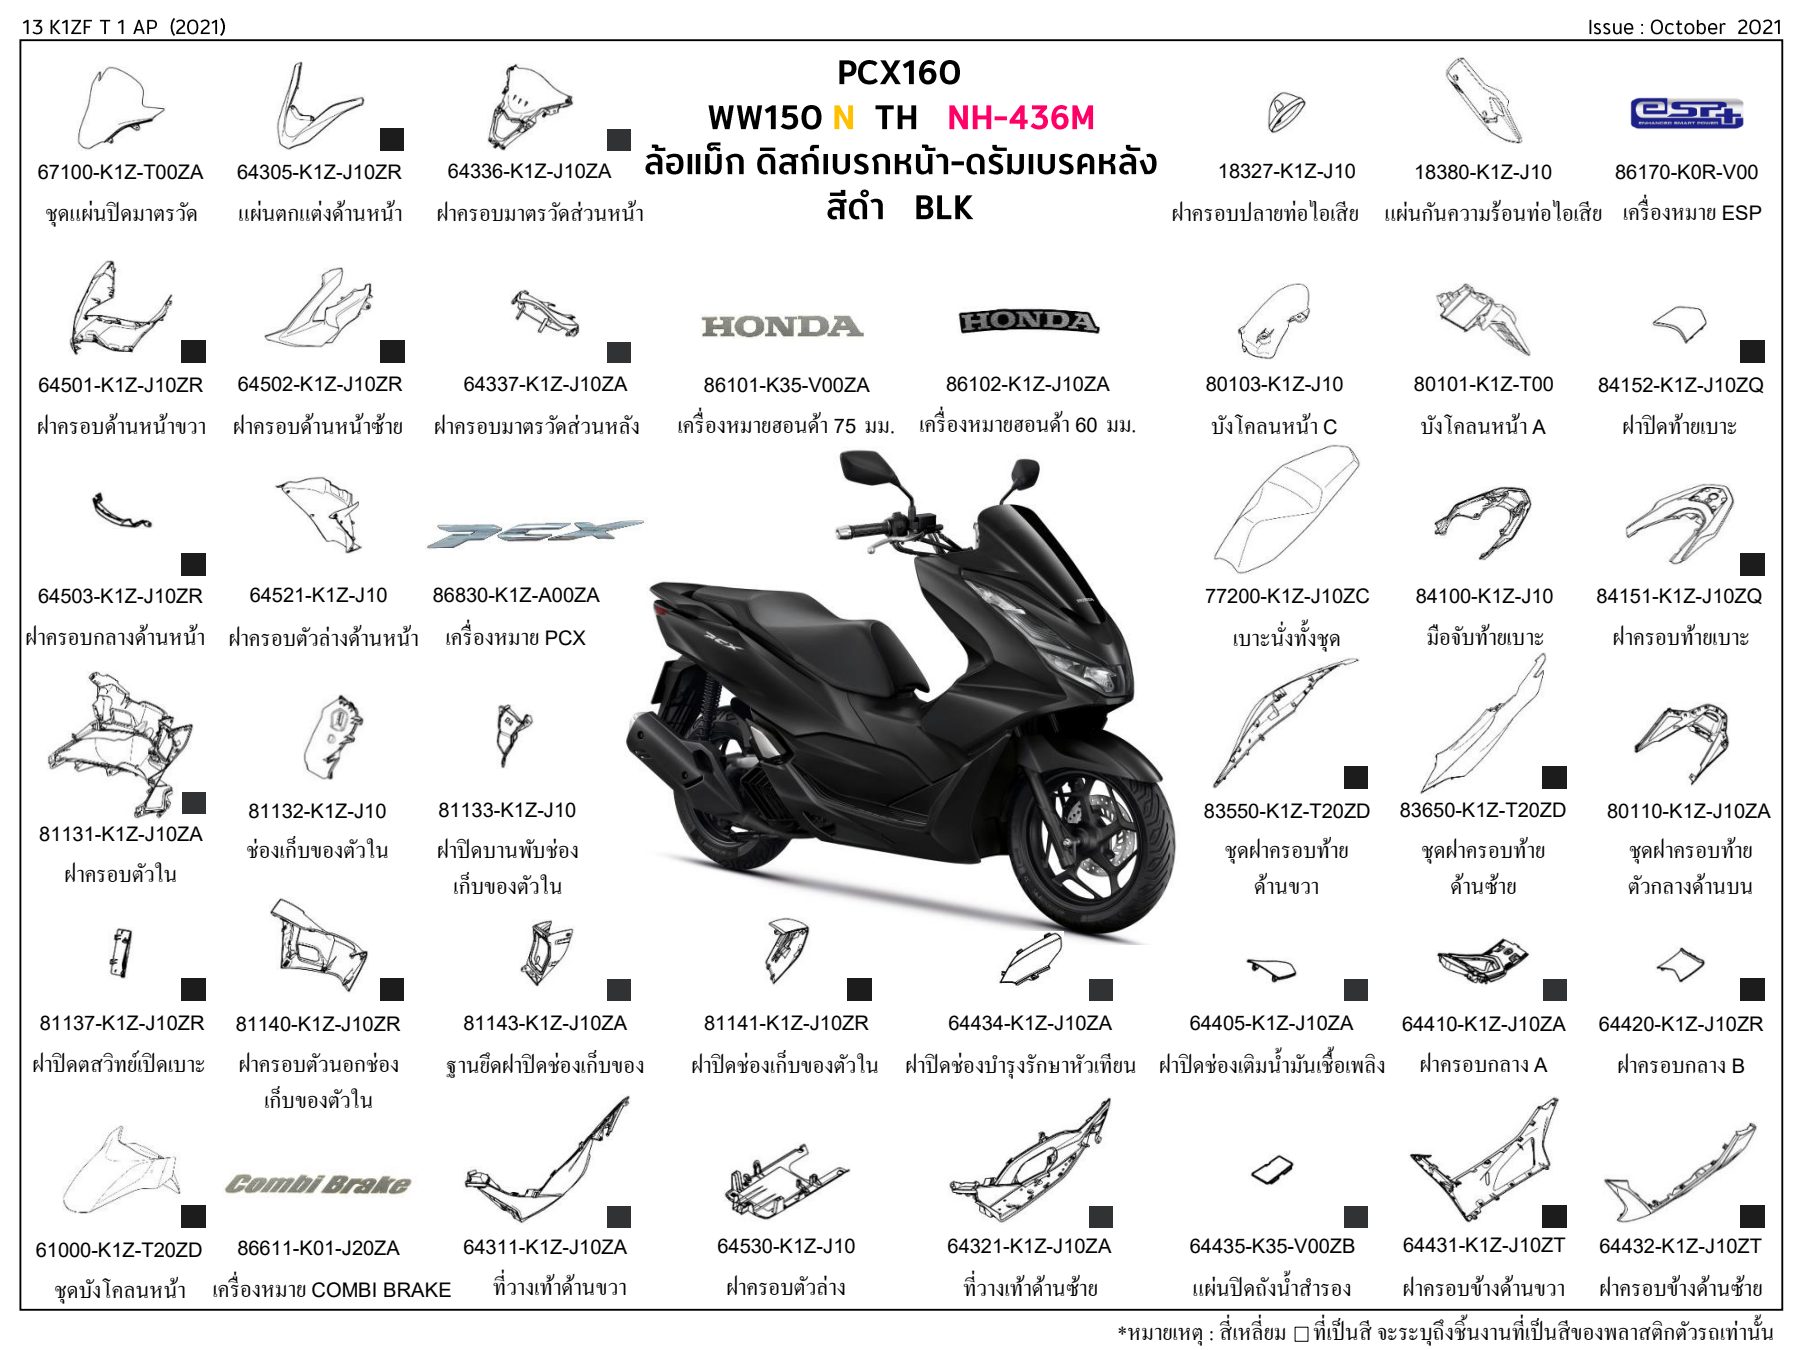 13 K1ZF T 1 AP (2021)
Issue : October 2021
PCX160
WW150 N TH NH-436M
ล้อแม็ก ดิสก์เบรกหน้า-ดรัมเบรคหลัง
สีดำ BLK
67100-K1Z-T00ZA
ชุดแผ่นปิดมาตรวัด
64305-K1Z-J10ZR
แผ่นตกแต่งด้านหน้า
64336-K1Z-J10ZA
ฝาครอบมาตรวัดส่วนหน้า
18327-K1Z-J10
ฝาครอบปลายท่อไอเสีย
18380-K1Z-J10
แผ่นกันความร้อนท่อไอเสีย
eSP+
ENHANCED SMART POWER
86170-K0R-V00
เครื่องหมาย ESP
64501-K1Z-J10ZR
ฝาครอบด้านหน้าขวา
64502-K1Z-J10ZR
ฝาครอบด้านหน้าซ้าย
64337-K1Z-J10ZA
ฝาครอบมาตรวัดส่วนหลัง
HONDA
86101-K35-V00ZA
เครื่องหมายฮอนด้า 75 มม.
HONDA
86102-K1Z-J10ZA
เครื่องหมายฮอนด้า 60 มม.
80103-K1Z-J10
บังโคลนหน้า C
80101-K1Z-T00
บังโคลนหน้า A
84152-K1Z-J10ZQ
ฝาปิดท้ายเบาะ
64503-K1Z-J10ZR
ฝาครอบกลางด้านหน้า
64521-K1Z-J10
ฝาครอบตัวล่างด้านหน้า
PCX
86830-K1Z-A00ZA
เครื่องหมาย PCX
HONDA
PCX
77200-K1Z-J10ZC
เบาะนั่งทั้งชุด
84100-K1Z-J10
มือจับท้ายเบาะ
84151-K1Z-J10ZQ
ฝาครอบท้ายเบาะ
81131-K1Z-J10ZA
ฝาครอบตัวใน
81132-K1Z-J10
ช่องเก็บของตัวใน
81133-K1Z-J10
ฝาปิดบานพับช่อง
เก็บของตัวใน
83550-K1Z-T20ZD
ชุดฝาครอบท้าย
ด้านขวา
83650-K1Z-T20ZD
ชุดฝาครอบท้าย
ด้านซ้าย
80110-K1Z-J10ZA
ชุดฝาครอบท้าย
ตัวกลางด้านบน
81137-K1Z-J10ZR
ฝาปิดตสวิทย์เปิดเบาะ
81140-K1Z-J10ZR
ฝาครอบตัวนอกช่อง
เก็บของตัวใน
81143-K1Z-J10ZA
ฐานยึดฝาปิดช่องเก็บของ
81141-K1Z-J10ZR
ฝาปิดช่องเก็บของตัวใน
64434-K1Z-J10ZA
ฝาปิดช่องบำรุงรักษาหัวเทียน
64405-K1Z-J10ZA
ฝาปิดช่องเติมน้ำมันเชื้อเพลิง
64410-K1Z-J10ZA
ฝาครอบกลาง A
64420-K1Z-J10ZR
ฝาครอบกลาง B
61000-K1Z-T20ZD
ชุดบังโคลนหน้า
Combi Brake
86611-K01-J20ZA
เครื่องหมาย COMBI BRAKE
64311-K1Z-J10ZA
ที่วางเท้าด้านขวา
64530-K1Z-J10
ฝาครอบตัวล่าง
64321-K1Z-J10ZA
ที่วางเท้าด้านซ้าย
64435-K35-V00ZB
แผ่นปิดถังน้ำสำรอง
64431-K1Z-J10ZT
ฝาครอบข้างด้านขวา
64432-K1Z-J10ZT
ฝาครอบข้างด้านซ้าย
*หมายเหตุ : สี่เหลี่ยม □ ที่เป็นสี จะระบุถึงชิ้นงานที่เป็นสีของพลาสติกตัวรถเท่านั้น